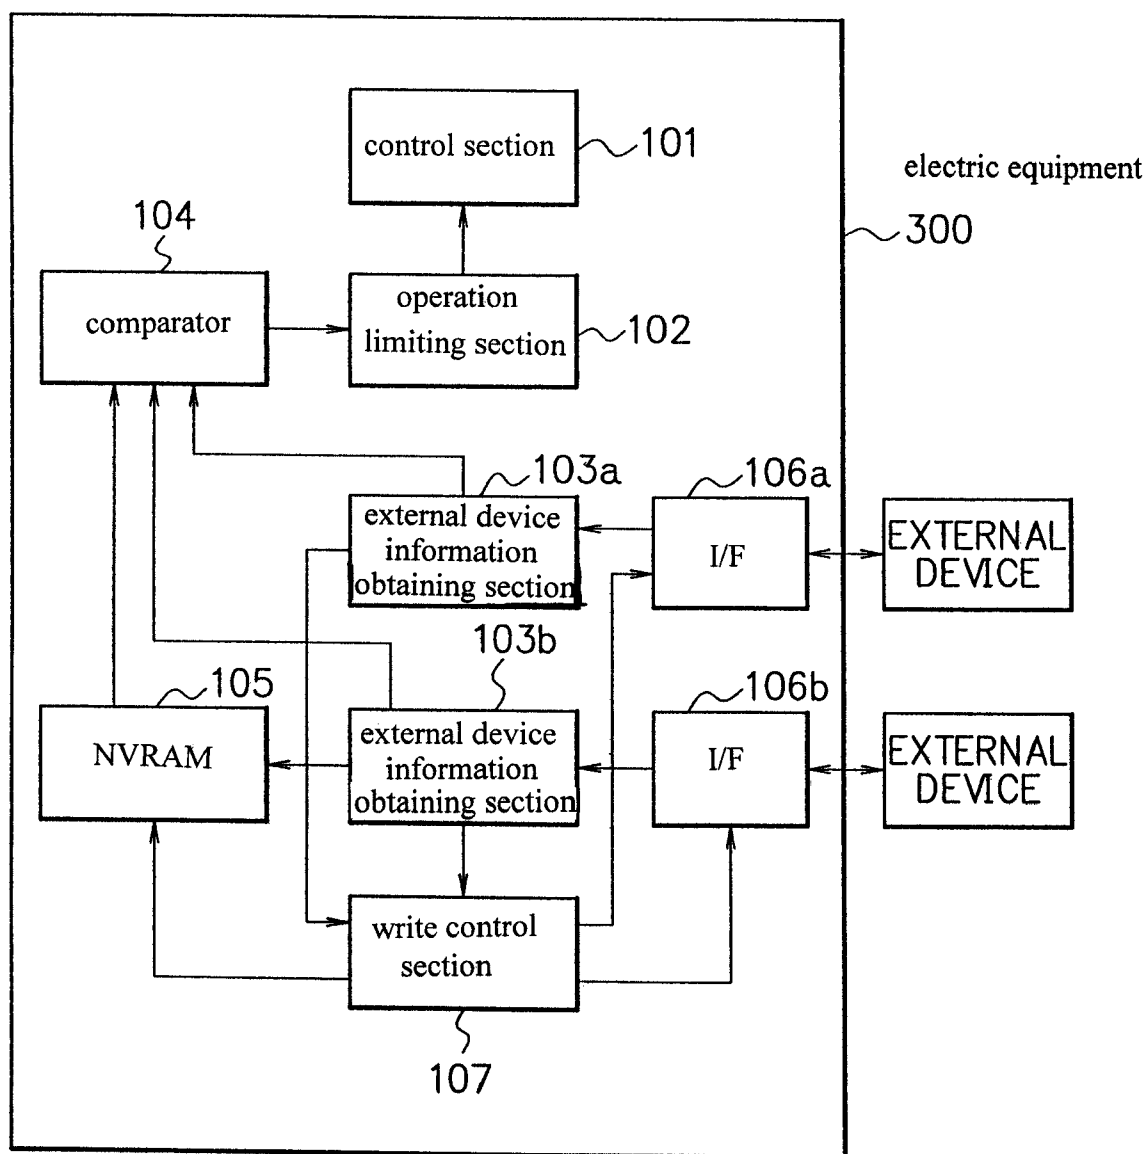 control section
101
electric equipment
300
104
comparator
operation
limiting section
102
103a
external device
information
obtaining section
106a
I/F
EXTERNAL
DEVICE
103b
105
NVRAM
external device
information
obtaining section
106b
I/F
EXTERNAL
DEVICE
write control
section
107